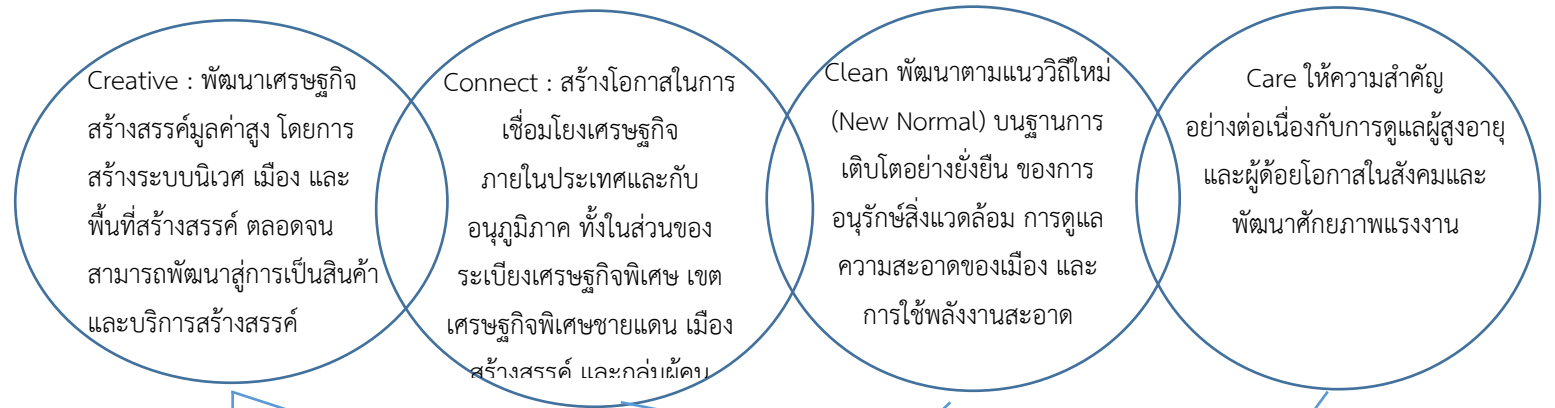 Creative : พัฒนาเศรษฐกิจ
สร้างสรรค์มูลค่าสูง โดยการ
สร้างระบบนิเวศ เมือง และ
พื้นที่สร้างสรรค์ ตลอดจน
สามารถพัฒนาสู่การเป็นสินค้า
และบริการสร้างสรรค์
Connect : สร้างโอกาสในการ
เชื่อมโยงเศรษฐกิจ
ภายในประเทศและกับ
อนุภูมิภาค ทั้งในส่วนของ
ระเบียงเศรษฐกิจพิเศษ เขต
เศรษฐกิจพิเศษชายแดน เมือง
สร้างสรรค์ และกลุ่มผู้คน
Clean พัฒนาตามแนววิถีใหม่
(New Normal) บนฐานการ
เติบโตอย่างยั่งยืน ของการ
อนุรักษ์สิ่งแวดล้อม การดูแล
ความสะอาดของเมือง และ
การใช้พลังงานสะอาด
Care ให้ความสำคัญ
อย่างต่อเนื่องกับการดูแลผู้สูงอายุ
และผู้ด้อยโอกาสในสังคมและ
พัฒนาศักยภาพแรงงาน